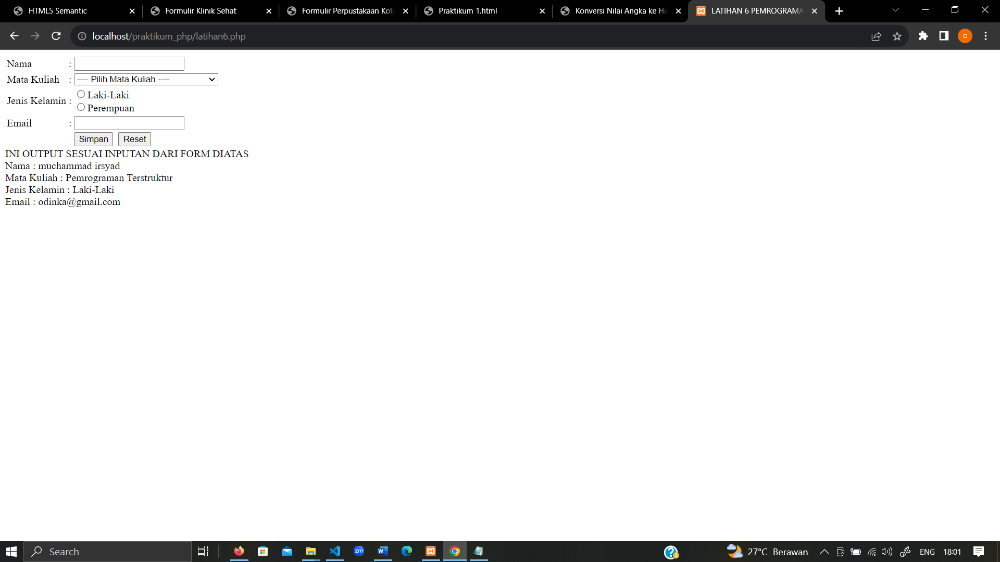 HTML5 Semantic
Formulir Klinik Sehat
Formulir Perpustakaan Kota
Praktikum 1.html
Konversi Nilai Angka ke Hu
LATIHAN 6 PEMROGRAMA
localhost/praktikum_php/latihan6.php
c
Nama :
Mata Kuliah : ---- Pilih Mata Kuliah ----
Jenis Kelamin : Laki-Laki
Perempuan
Email :
Simpan Reset
INI OUTPUT SESUAI INPUTAN DARI FORM DIATAS
Nama : muchammad irsyad
Mata Kuliah : Pemrograman Terstruktur
Jenis Kelamin : Laki-Laki
Email : odinka@gmail.com
Search
zm
W
27°C Berawan
ENG
18:01